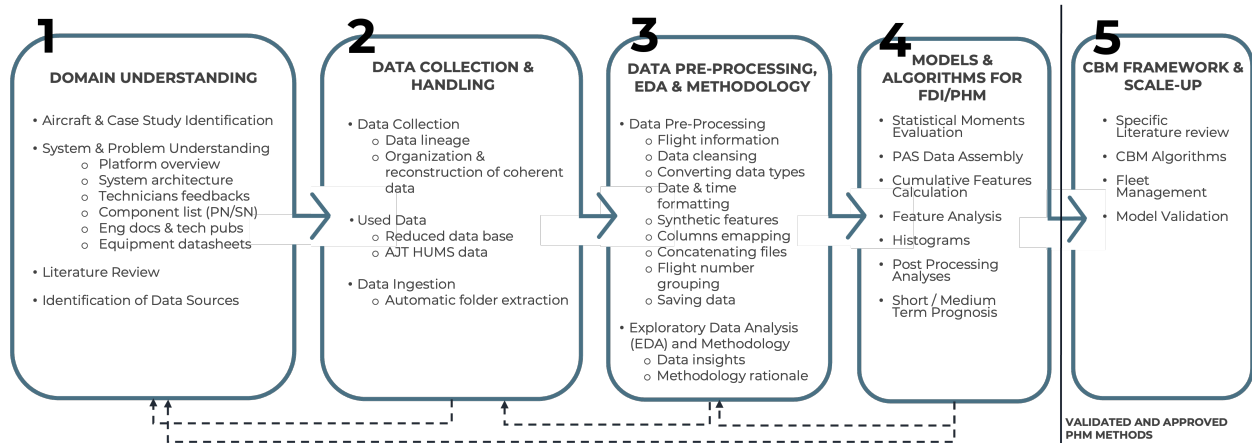 1
DOMAIN UNDERSTANDING
• Aircraft & Case Study Identification
• System & Problem Understanding
o Platform overview
o System architecture
o Technicians feedbacks
o Component list (PN/SN)
o Eng docs & tech pubs
o Equipment datasheets
• Literature Review
• Identification of Data Sources
2
DATA COLLECTION &
HANDLING
• Data Collection
o Data lineage
o Organization &
reconstruction of coherent
data
• Used Data
o Reduced data base
o AJT HUMS data
• Data Ingestion
o Automatic folder extraction
3
DATA PRE-PROCESSING,
EDA & METHODOLOGY
• Data Pre-Processing
o Flight information
o Data cleansing
o Converting data types
o Date & time
formatting
o Synthetic features
o Columns emapping
o Concatenating files
o Flight number
grouping
o Saving data
• Exploratory Data Analysis
(EDA) and Methodology
o Data insights
o Methodology rationale
4
MODELS &
ALGORITHMS FOR
FDI/PHM
• Statistical Moments
Evaluation
• PAS Data Assembly
• Cumulative Features
Calculation
• Feature Analysis
• Histograms
• Post Processing
Analyses
• Short / Medium
Term Prognosis
5
CBM FRAMEWORK &
SCALE-UP
• Specific
Literature review
• CBM Algorithms
• Fleet
Management
• Model Validation
VALIDATED AND APPROVED
PHM METHODS